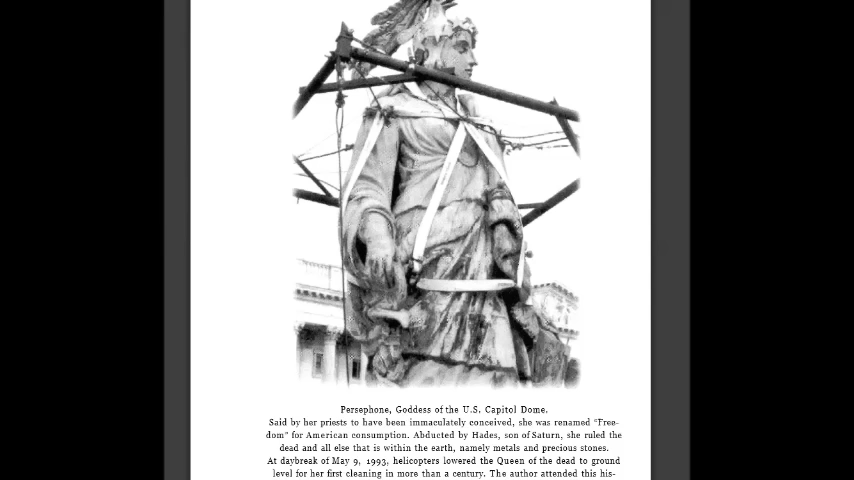 Persephone, Goddess of the U.S. Capitol Dome.
Said by her priests to have been immaculately conceived, she was renamed "Free-
dom" for American consumption. Abducted by Hades, son of Saturn, she ruled the
dead and all else that is within the earth, namely metals and precious stones.
At daybreak of May 9, 1993, helicopters lowered the Queen of the dead to ground
level for her first cleaning in more than a century. The author attended this his-